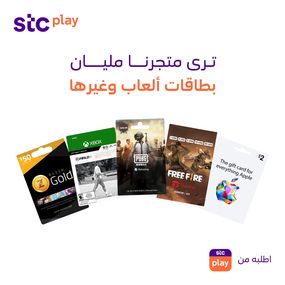 stc play
ترى متجرنا مليان
بطاقات ألعاب وغيرها
$50
Gold
XBOX
PUBG
FREE FIRE
The gift card for
everything Apple
$2
اطلبه من
stc
play